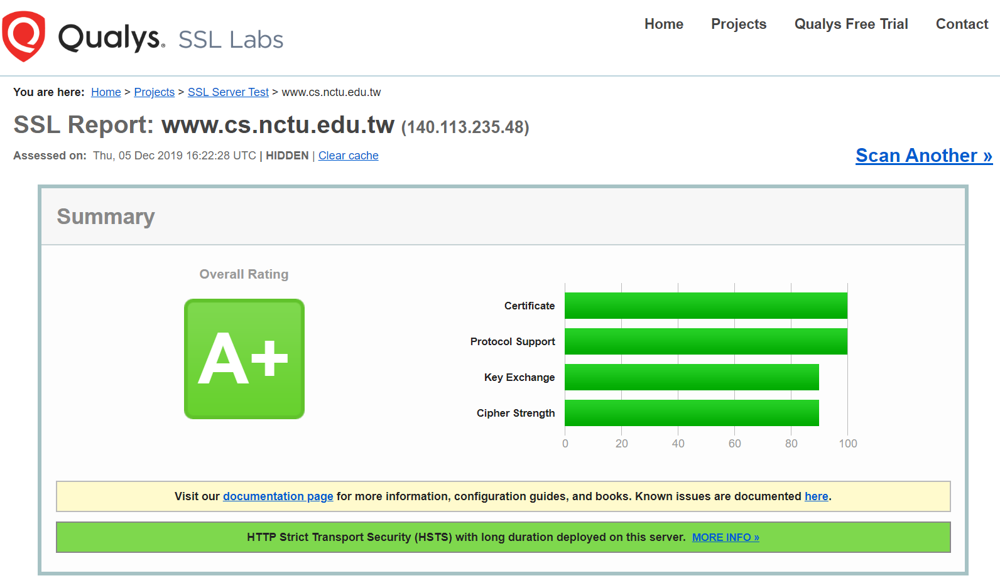 Qualys. SSL Labs
Home Projects Qualys Free Trial Contact
You are here: Home > Projects > SSL Server Test > www.cs.nctu.edu.tw
SSL Report: www.cs.nctu.edu.tw (140.113.235.48)
Assessed on: Thu, 05 Dec 2019 16:22:28 UTC | HIDDEN | Clear cache
Scan Another »
Summary
Overall Rating
A+
Certificate
Protocol Support
Key Exchange
Cipher Strength
0 20 40 60 80 100
Visit our documentation page for more information, configuration guides, and books. Known issues are documented here.
HTTP Strict Transport Security (HSTS) with long duration deployed on this server. MORE INFO »